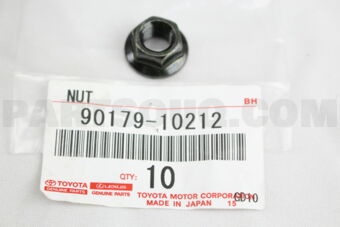 NUT
BH
90179-10212
QTY:
10
TOYOTA
GENUINE PARTS
LEXUS
GENUINE PARTS
TOYOTA MOTOR CORPORATION
MADE IN JAPAN 15
GD10